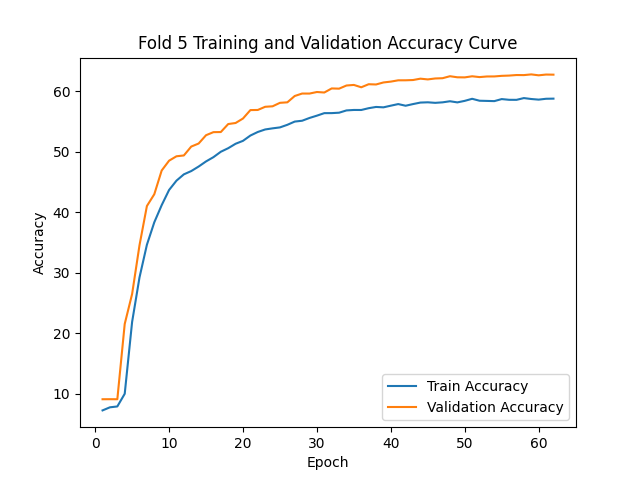 Fold 5 Training and Validation Accuracy Curve
Accuracy
60
50
40
30
20
10
Train Accuracy
Validation Accuracy
0 10 20 30 40 50 60
Epoch